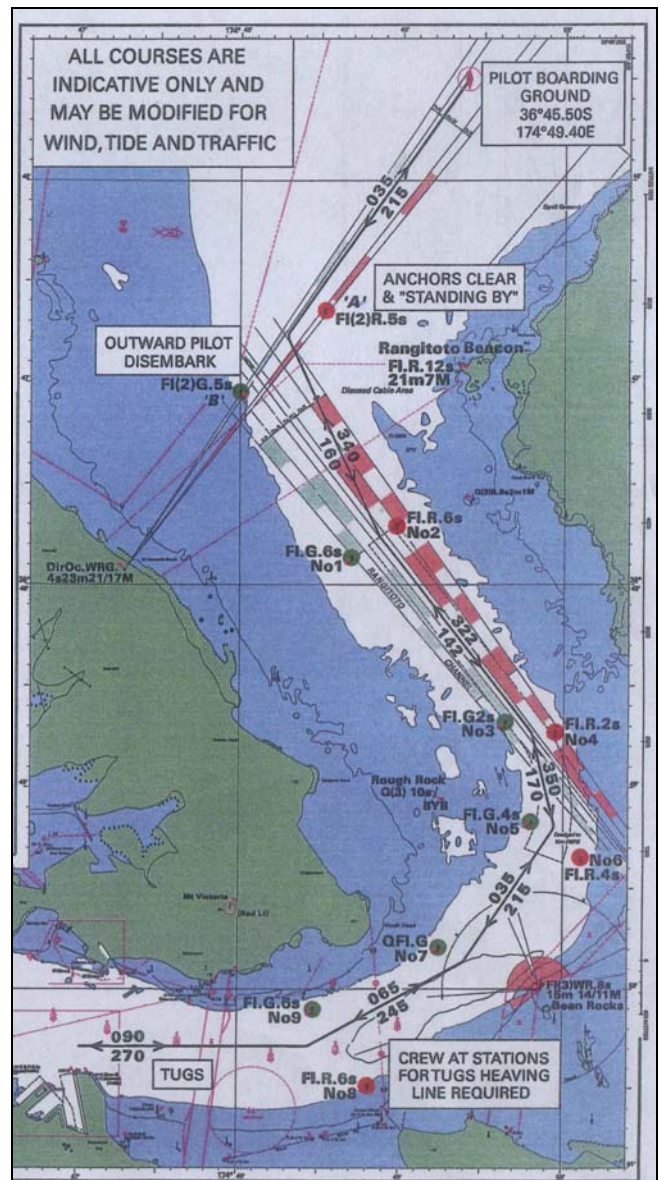 ALL COURSES ARE
INDICATIVE ONLY AND
MAY BE MODIFIED FOR
WIND, TIDE AND TRAFFIC
PILOT BOARDING
GROUND
36°45.50S
174°49.40E
035
215
ANCHORS CLEAR
& "STANDING BY"
'A'
Fl(2)R.5s
OUTWARD PILOT
DISEMBARK
Fl(2)G.5s
'B'
Rangitoto Beacon
Fl.R.12s
21m7M
Disused Cable Area
340
160
Fl.R.6s
No2
Fl.G.6s
No1
DirOc.WRG.
4s23m21/17M
RANGITOTO
CHANNEL
322
142
Fl.G2s
No3
Fl.R.2s
No4
350
170
Rough Rock
Q(3) 10s
BYB
Fl.G.4s
No5
No6
Fl.R.4s
Mt Victoria
(Red Lt)
035
215
QFl.G
No7
Fl(3)WR.8s
15m 14/11M
Bean Rocks
Fl.G.6s
No9
065
245
090
270
TUGS
CREW AT STATIONS
FOR TUGS HEAVING
LINE REQUIRED
Fl.R.6s
No8